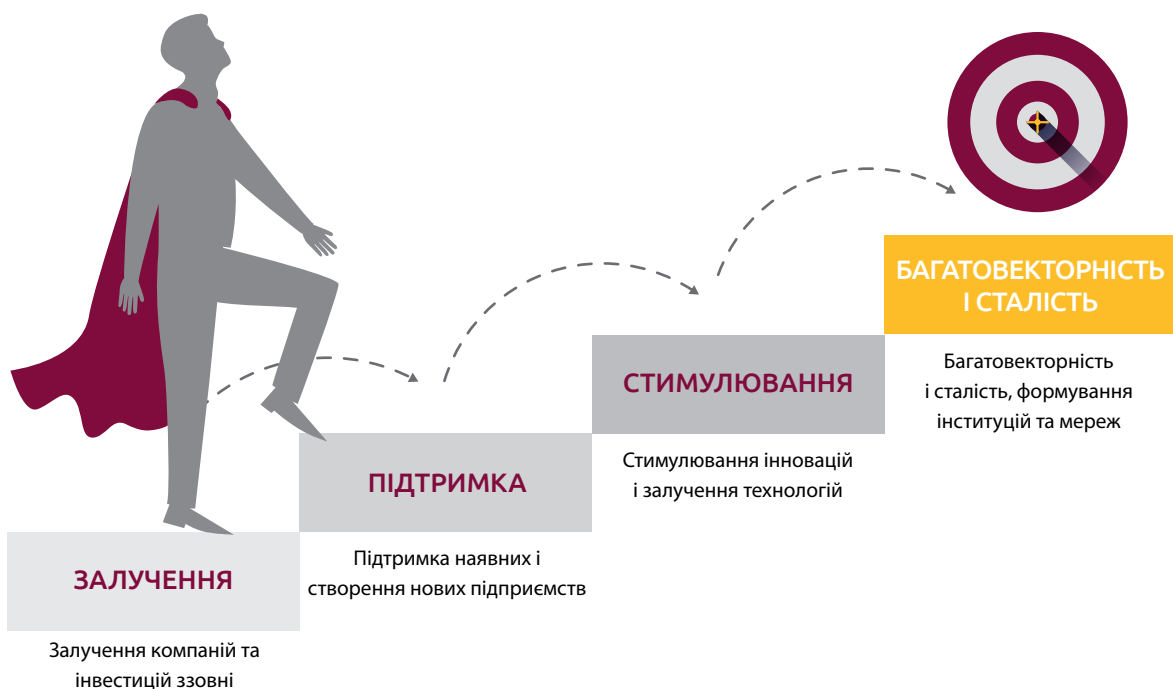 ЗАЛУЧЕННЯ
Залучення компаній та
інвестицій ззовні
ПІДТРИМКА
Підтримка наявних і
створення нових підприємств
СТИМУЛЮВАННЯ
Стимулювання інновацій
і залучення технологій
БАГАТОВЕКТОРНІСТЬ
І СТАЛІСТЬ
Багатовекторність
і сталість, формування
інституцій та мереж